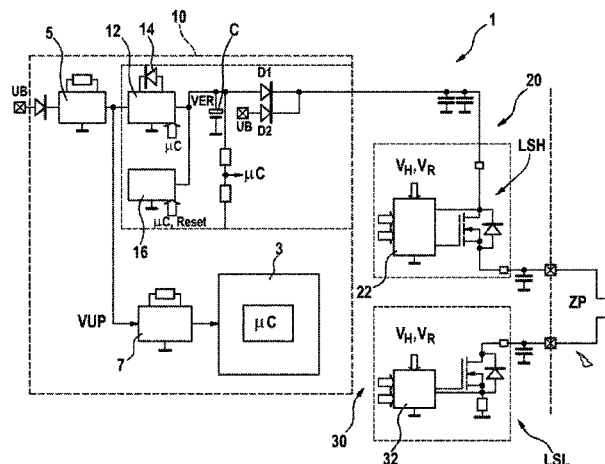 10
5
12
14
C
1
UB
VER
D1
UB
D2
20
LSH
μC
μC
16
μC, Reset
VH, VR
22
3
μC
VUP
7
ZP
VH, VR
30
32
LSL